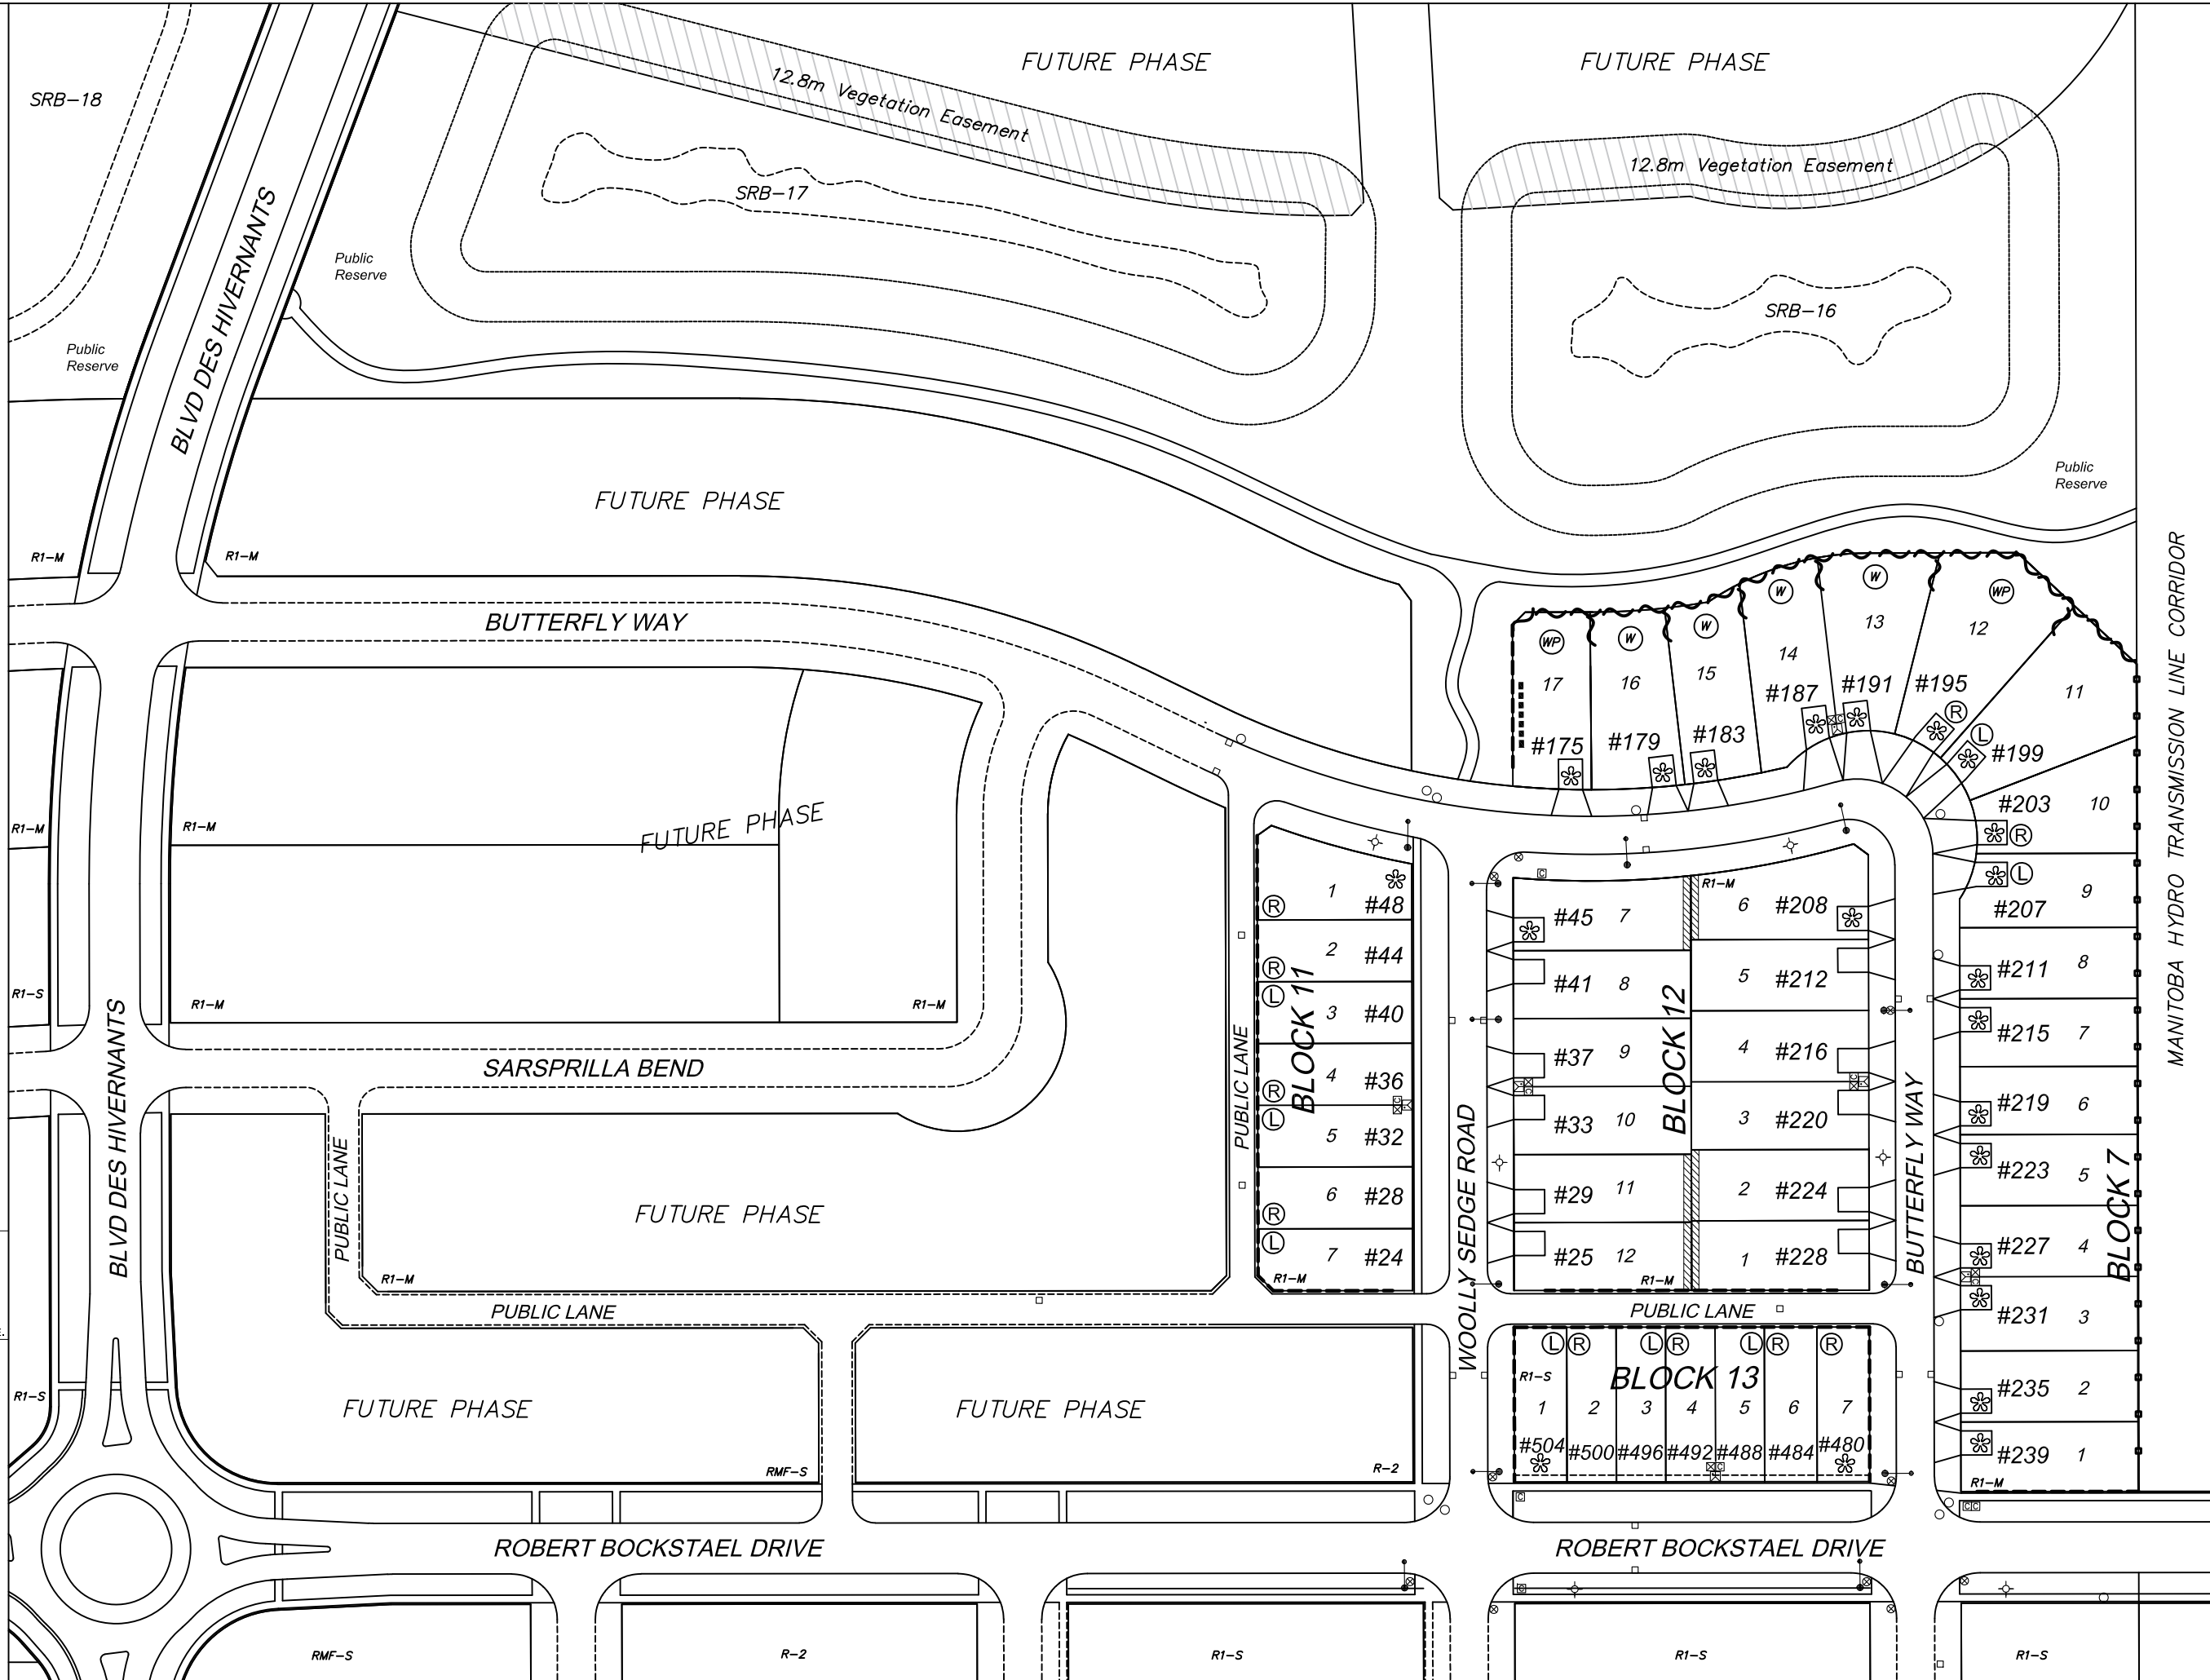 FUTURE PHASE
FUTURE PHASE
12.8m Vegetation Easement
SRB-18
12.8m Vegetation Easement
SRB-17
BLVD DES HIVERNANTS
Public
Reserve
SRB-16
Public
Reserve
Public
Reserve
FUTURE PHASE
R1-M
R1-M
MANITOBA HYDRO TRANSMISSION LINE CORRIDOR
BUTTERFLY WAY
WP
W
W
W
W
WP
17
16
15
14
13
12
11
#175
#179
#183
#187
#191
#195
R
L
#199
#203
10
R
L
#207
9
R1-M
R1-M
FUTURE PHASE
R1-S
R1-M
R1-M
SARSPRILLA BEND
BLVD DES HIVERNANTS
PUBLIC LANE
FUTURE PHASE
R1-M
PUBLIC LANE
PUBLIC LANE
BLOCK 11
1
#48
R
2
#44
R
L
3
#40
4
#36
R
L
5
#32
6
#28
R
L
7
#24
R1-M
WOOLLY SEDGE ROAD
#45
7
#41
8
#37
9
#33
10
#29
11
#25
12
BLOCK 12
R1-M
R1-M
6
#208
5
#212
4
#216
3
#220
2
#224
1
#228
BUTTERFLY WAY
#211
8
#215
7
#219
6
#223
5
#227
4
#231
3
#235
2
#239
1
R1-M
BLOCK 7
PUBLIC LANE
L
R
L
R
L
R
R
R1-S
BLOCK 13
1
2
3
4
5
6
7
#504
#500
#496
#492
#488
#484
#480
R1-S
FUTURE PHASE
RMF-S
FUTURE PHASE
R-2
ROBERT BOCKSTAEL DRIVE
ROBERT BOCKSTAEL DRIVE
RMF-S
R-2
R1-S
R1-S
R1-S